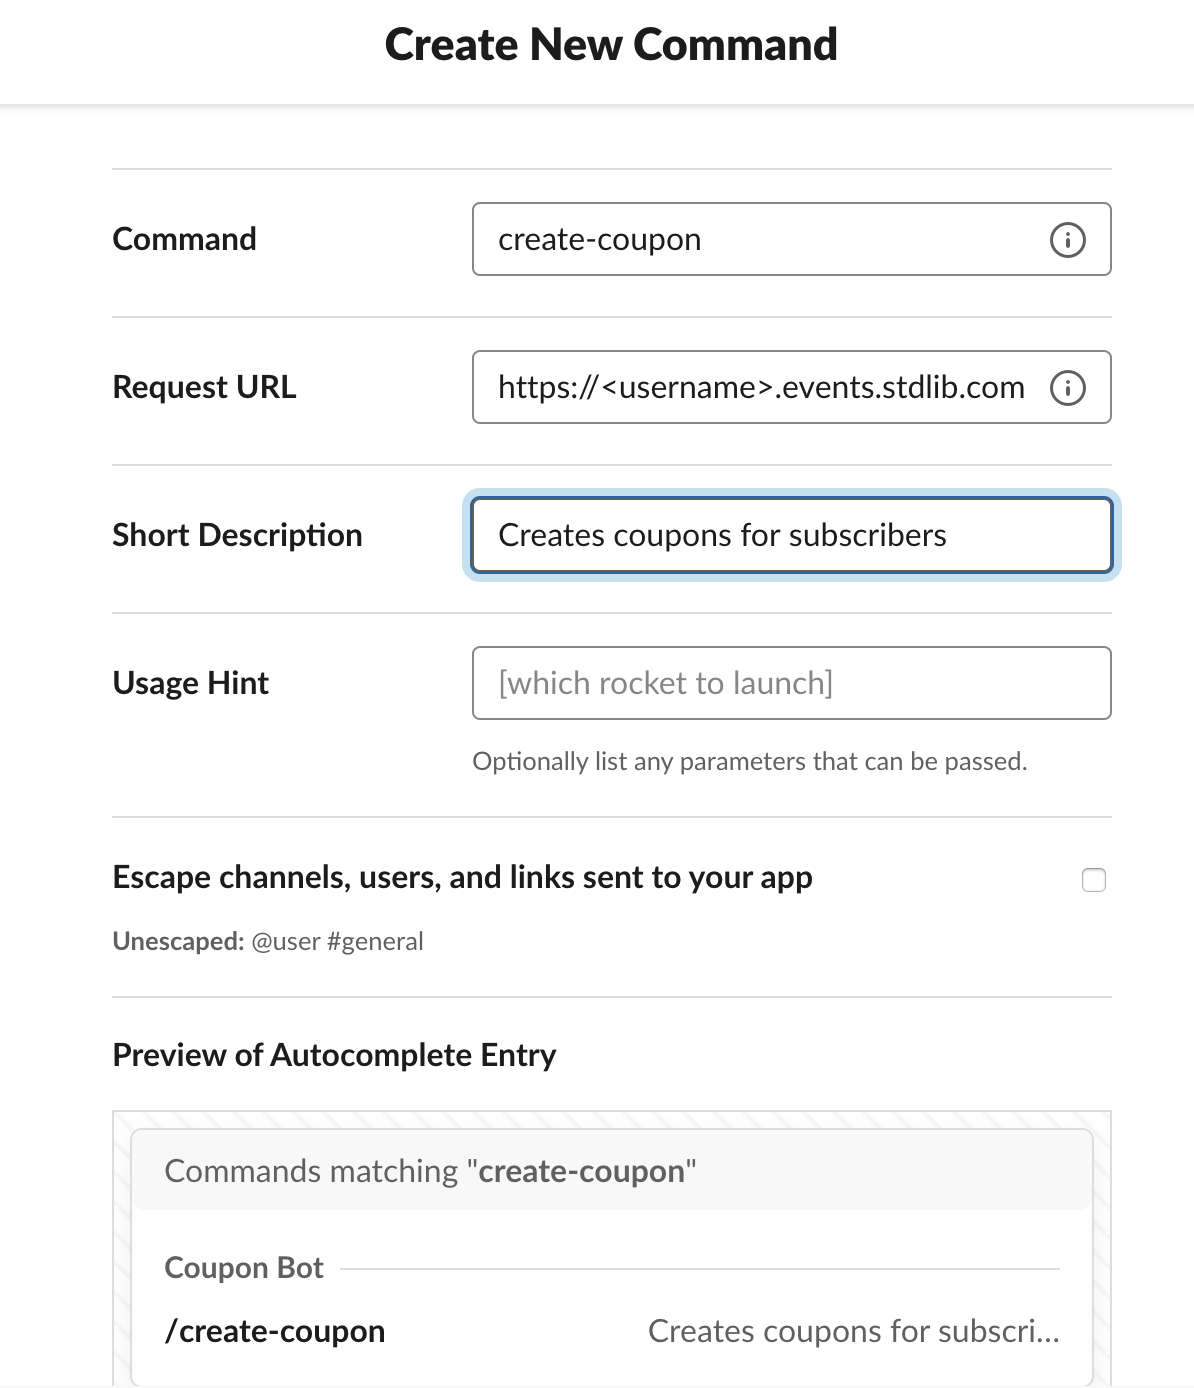 Create New Command
Command
create-coupon
Request URL
https://<username>.events.stdlib.com
Short Description
Creates coupons for subscribers
Usage Hint
[which rocket to launch]
Optionally list any parameters that can be passed.
Escape channels, users, and links sent to your app
Unescaped: @user #general
Preview of Autocomplete Entry
Commands matching "create-coupon"
Coupon Bot
/create-coupon Creates coupons for subscri...